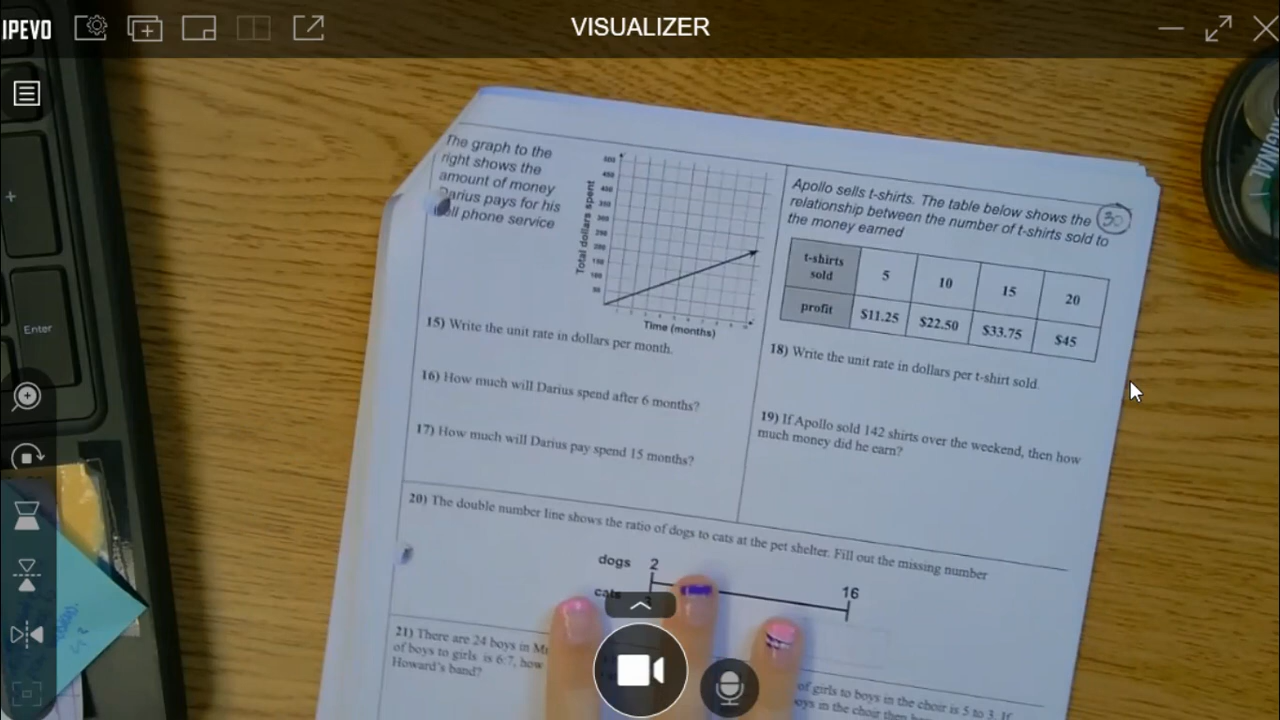 IPEVO
VISUALIZER
Enter
The graph to the
right shows the
amount of money
Darius pays for his
cell phone service
Total dollars spent
Time (months)
15) Write the unit rate in dollars per month.
16) How much will Darius spend after 6 months?
17) How much will Darius pay spend 15 months?
Apollo sells t-shirts. The table below shows the 30
relationship between the number of t-shirts sold to
the money earned
t-shirts sold 5 10 15 20
profit $11.25 $22.50 $33.75 $45
18) Write the unit rate in dollars per t-shirt sold.
19) If Apollo sold 142 shirts over the weekend, then how
much money did he earn?
20) The double number line shows the ratio of dogs to cats at the pet shelter. Fill out the missing number
dogs 2
16
21) There are 24 boys in
of boys to girls is 6:7, how
Howard's band?
of girls to boys in the choir is 5 to 3. If
boys in the choir then